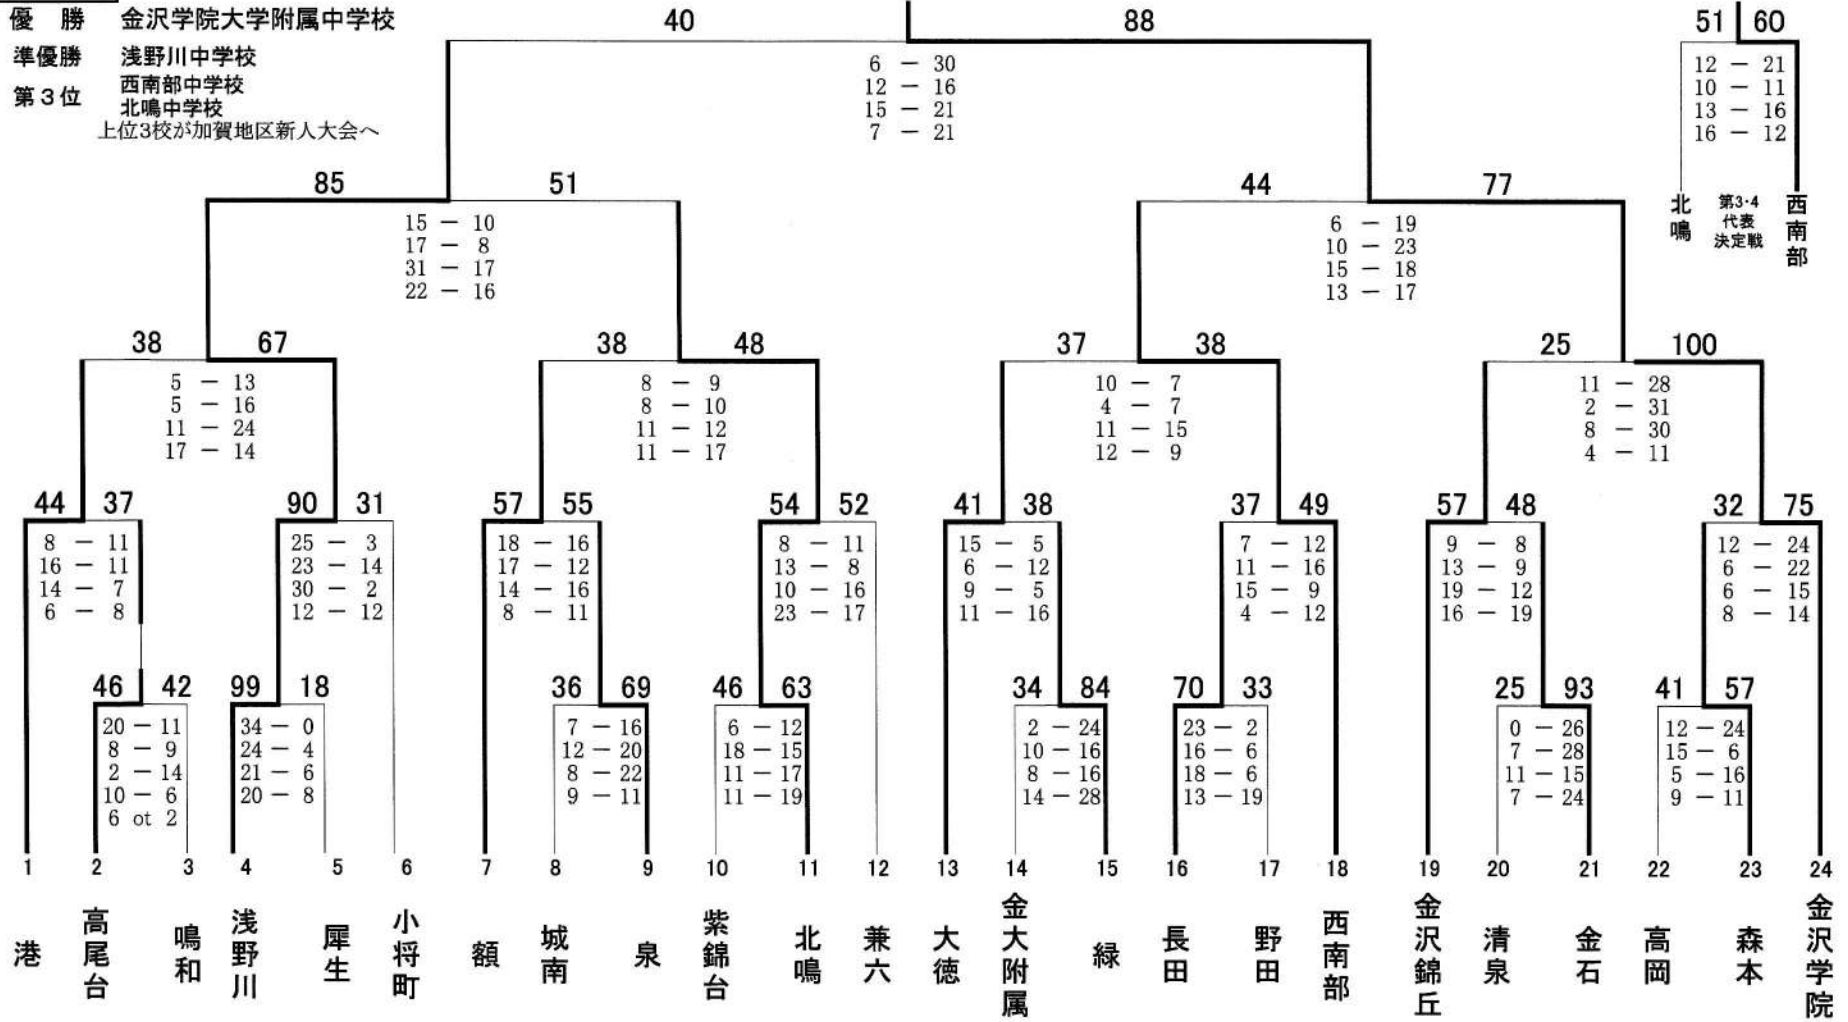 優　勝　金沢学院大学附属中学校
準優勝　浅野川中学校
第３位　西南部中学校
北鳴中学校
上位3校が加賀地区新人大会へ
40 88
6 － 30
12 － 16
15 － 21
7 － 21
51 60
12 － 21
10 － 11
13 － 16
16 － 12
北鳴
第3・4
代表
決定戦
西南部
85 51
15 － 10
17 － 8
31 － 17
22 － 16
44 77
6 － 19
10 － 23
15 － 18
13 － 17
38 67
5 － 13
5 － 16
11 － 24
17 － 14
38 48
8 － 9
8 － 10
11 － 12
11 － 17
37 38
10 － 7
4 － 7
11 － 15
12 － 9
25 100
11 － 28
2 － 31
8 － 30
4 － 11
44 37
8 － 11
16 － 11
14 － 7
6 － 8
90 31
25 － 3
23 － 14
30 － 2
12 － 12
57 55
18 － 16
17 － 12
14 － 16
8 － 11
54 52
8 － 11
13 － 8
10 － 16
23 － 17
41 38
15 － 5
6 － 12
9 － 5
11 － 16
37 49
7 － 12
11 － 16
15 － 9
4 － 12
57 48
9 － 8
13 － 9
19 － 12
16 － 19
32 75
12 － 24
6 － 22
6 － 15
8 － 14
46 42
20 － 11
8 － 9
2 － 14
10 － 6
6 ot 2
99 18
34 － 0
24 － 4
21 － 6
20 － 8
36 69
7 － 16
12 － 20
8 － 22
9 － 11
46 63
6 － 12
18 － 15
11 － 17
11 － 19
34 84
2 － 24
10 － 16
8 － 16
14 － 28
70 33
23 － 2
16 － 6
18 － 6
13 － 19
25 93
0 － 26
7 － 28
11 － 15
7 － 24
41 57
12 － 24
15 － 6
5 － 16
9 － 11
1 2 3 4 5 6 7 8 9 10 11 12 13 14 15 16 17 18 19 20 21 22 23 24
港
高尾台
鳴和
浅野川
犀生
小将町
額
城南
泉
紫錦台
北鳴
兼六
大徳
金大附属
緑
長田
野田
西南部
金沢錦丘
清泉
金石
高岡
森本
金沢学院